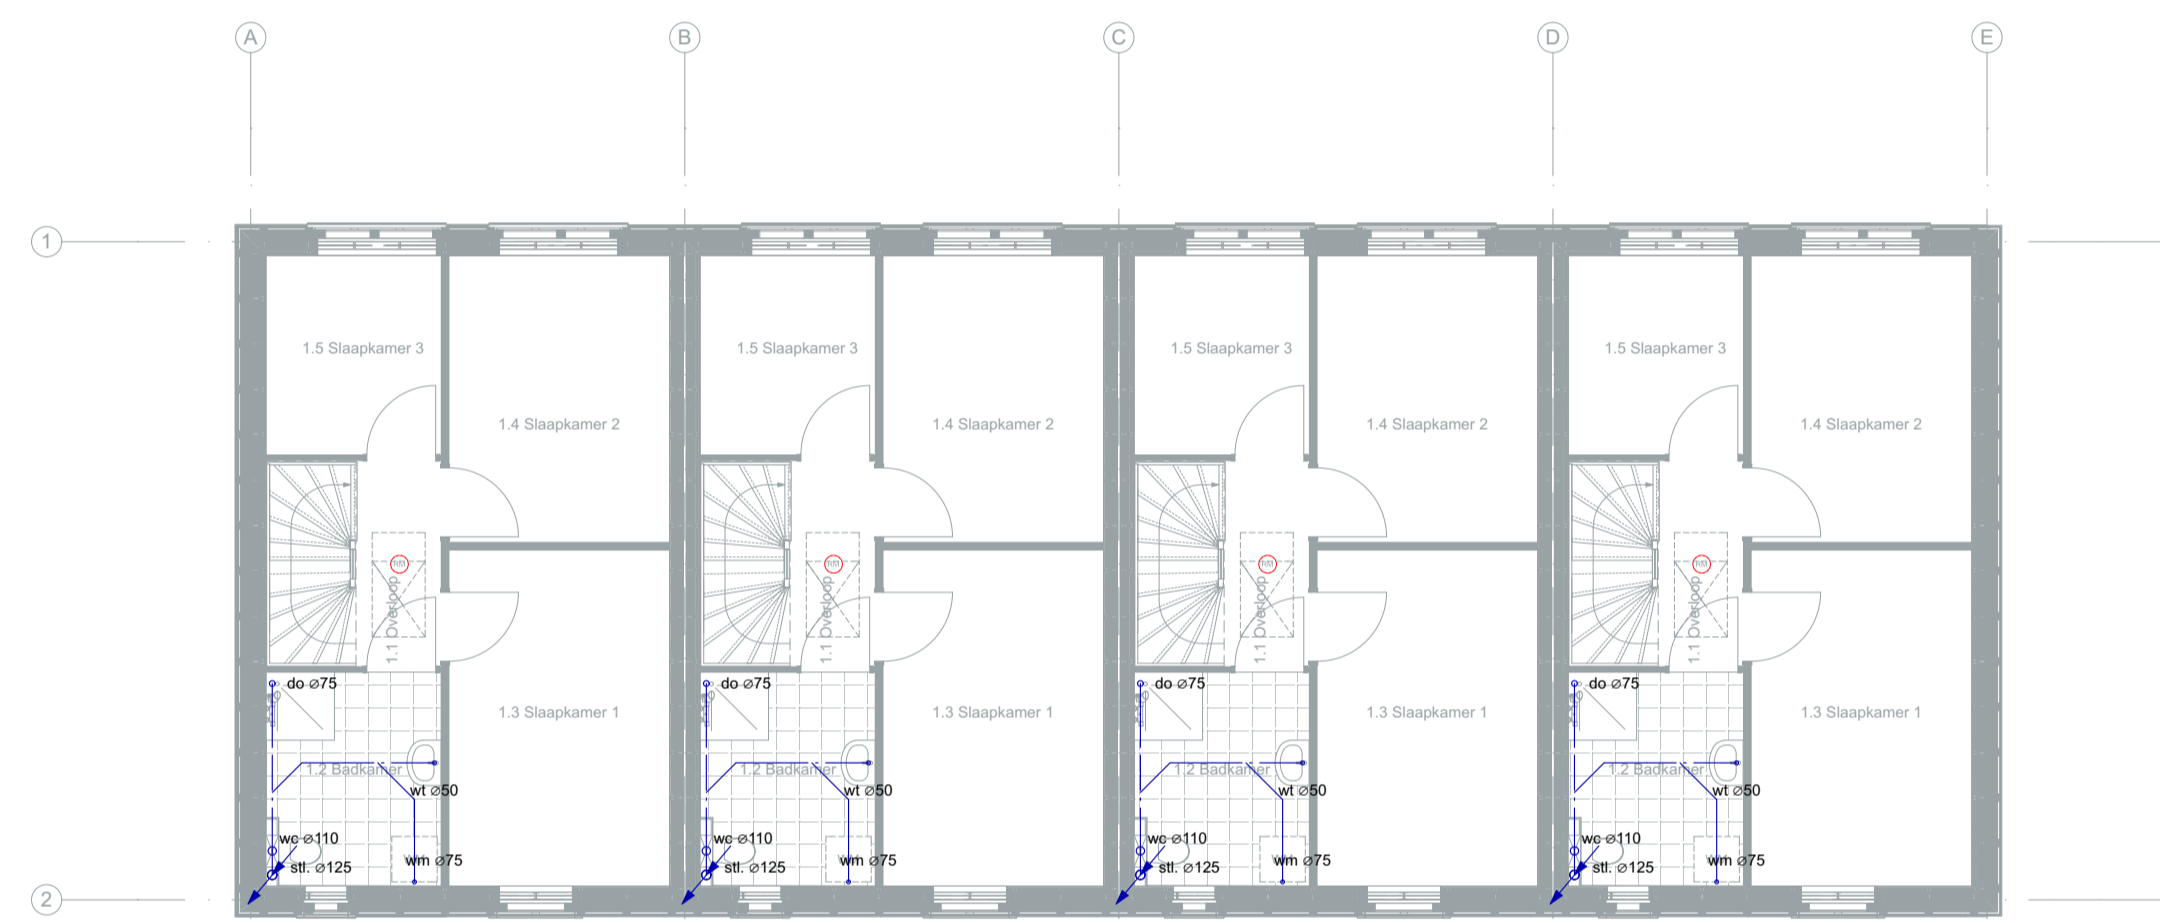 A B C D E
1
1.5 Slaapkamer 3 1.5 Slaapkamer 3 1.5 Slaapkamer 3 1.5 Slaapkamer 3
1.4 Slaapkamer 2 1.4 Slaapkamer 2 1.4 Slaapkamer 2 1.4 Slaapkamer 2
RM RM RM RM
1.1 Overloop 1.1 Overloop 1.1 Overloop 1.1 Overloop
do ⌀75 do ⌀75 do ⌀75 do ⌀75
1.3 Slaapkamer 1 1.3 Slaapkamer 1 1.3 Slaapkamer 1 1.3 Slaapkamer 1
1.2 Badkamer 1.2 Badkamer 1.2 Badkamer 1.2 Badkamer
wt ⌀50 wt ⌀50 wt ⌀50 wt ⌀50
wc ⌀110 wc ⌀110 wc ⌀110 wc ⌀110
wm ⌀75 wm ⌀75 wm ⌀75 wm ⌀75
stl. ⌀125 stl. ⌀125 stl. ⌀125 stl. ⌀125
2